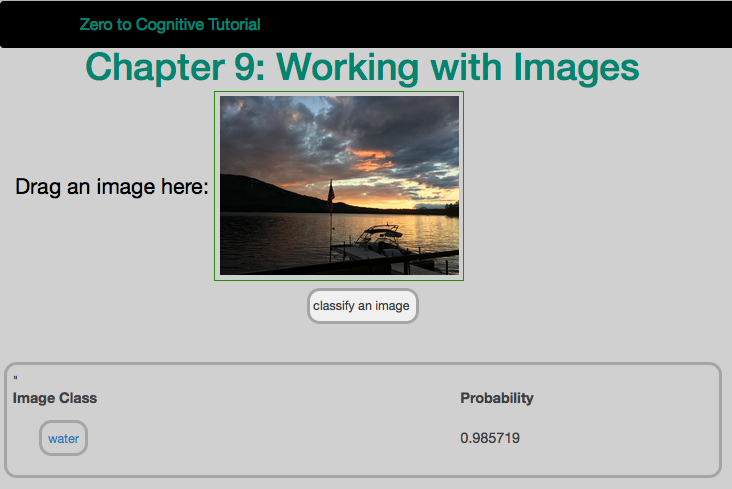 Zero to Cognitive Tutorial
Chapter 9: Working with Images
Drag an image here:
classify an image
"
Image Class Probability
water 0.985719